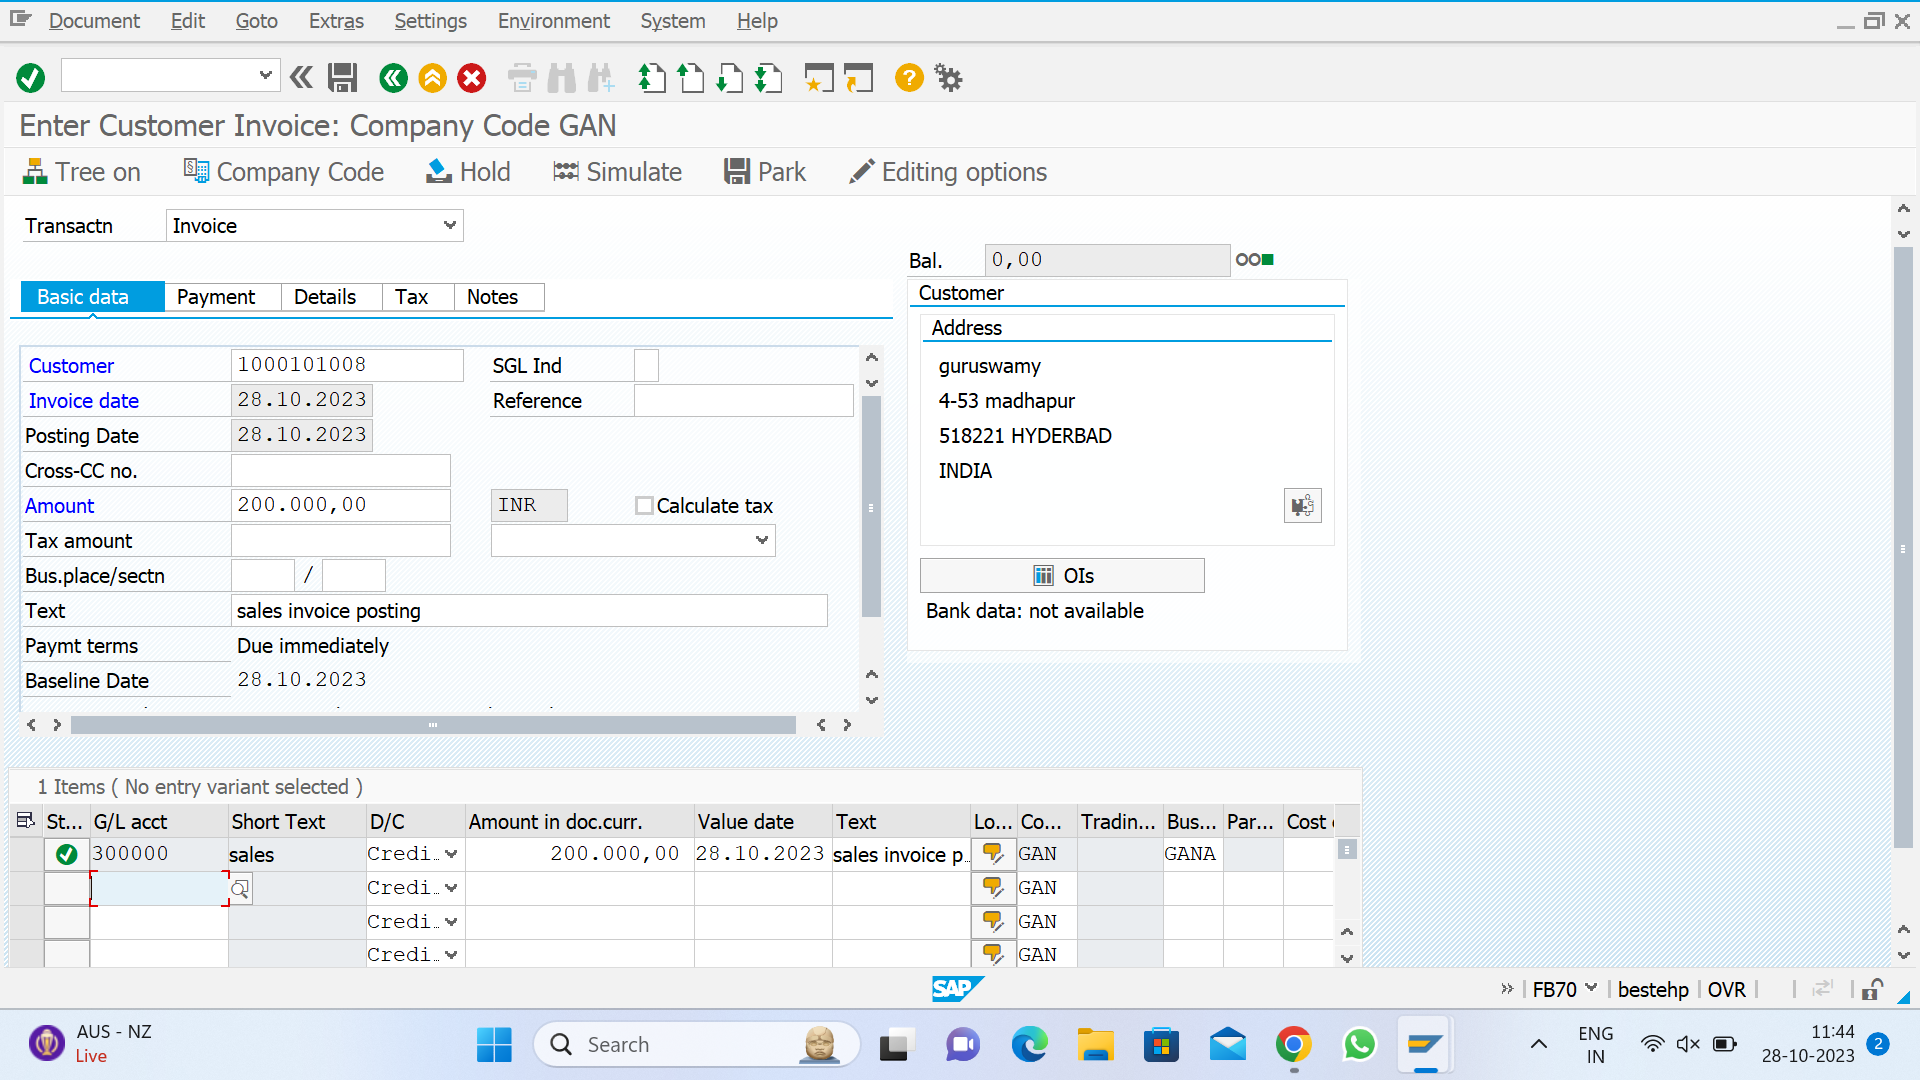 Document Edit Goto Extras Settings Environment System Help
Enter Customer Invoice: Company Code GAN
Tree on Company Code Hold Simulate Park Editing options
Transactn Invoice
Bal. 0,00
Basic data Payment Details Tax Notes
Customer
Address
Customer 1000101008 SGL Ind
guruswamy
Invoice date 28.10.2023 Reference
4-53 madhapur
Posting Date 28.10.2023
518221 HYDERBAD
Cross-CC no.
INDIA
Amount 200.000,00 INR Calculate tax
Tax amount
Bus.place/sectn /
OIs
Text sales invoice posting
Bank data: not available
Paymt terms Due immediately
Baseline Date 28.10.2023
1 Items ( No entry variant selected )
St... G/L acct Short Text D/C Amount in doc.curr. Value date Text Lo... Co... Tradin... Bus... Par... Cost
300000 sales Credi… 200.000,00 28.10.2023 sales invoice p… GAN GANA
Credi… GAN
Credi… GAN
Credi… GAN
SAP
FB70 bestehp OVR
AUS - NZ
Live
Search
ENG
IN
11:44
28-10-2023
2